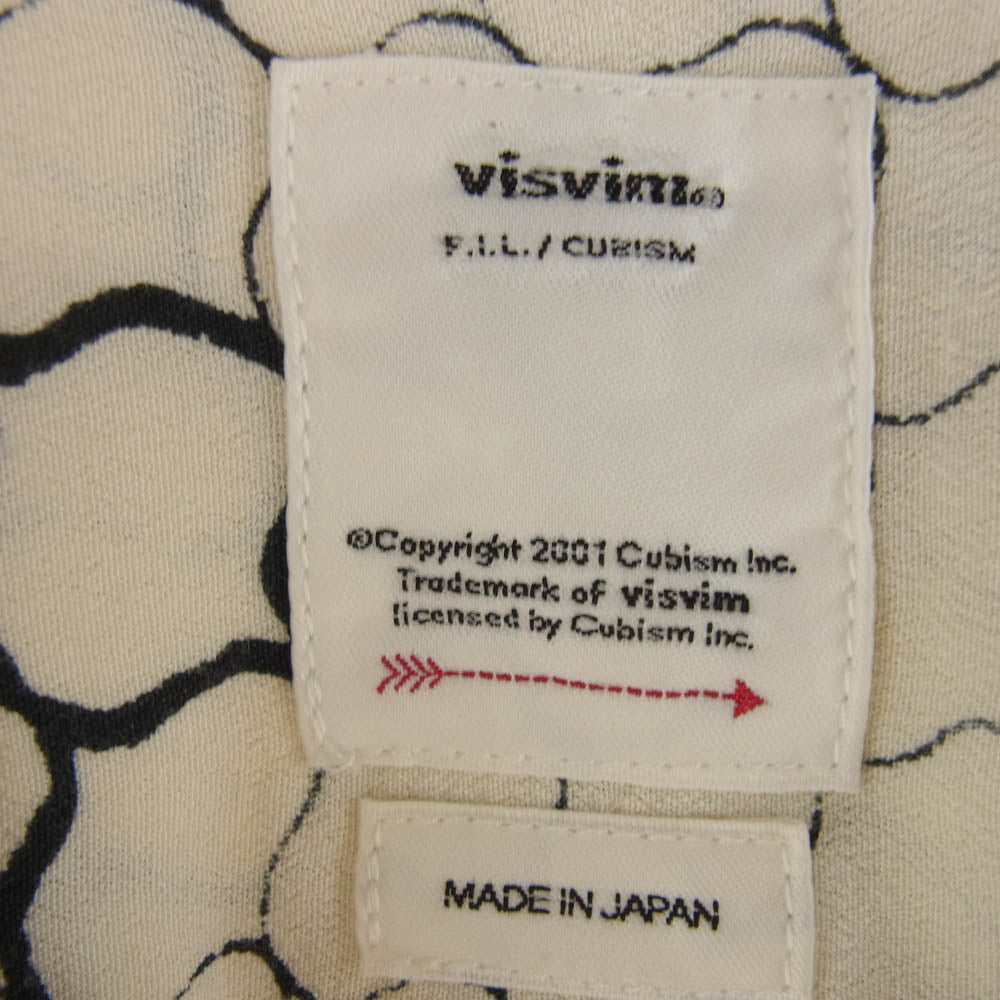 visvim®
F.I.L. / CUBISM
©Copyright 2001 Cubism Inc.
Trademark of visvim
licensed by Cubism Inc.
MADE IN JAPAN